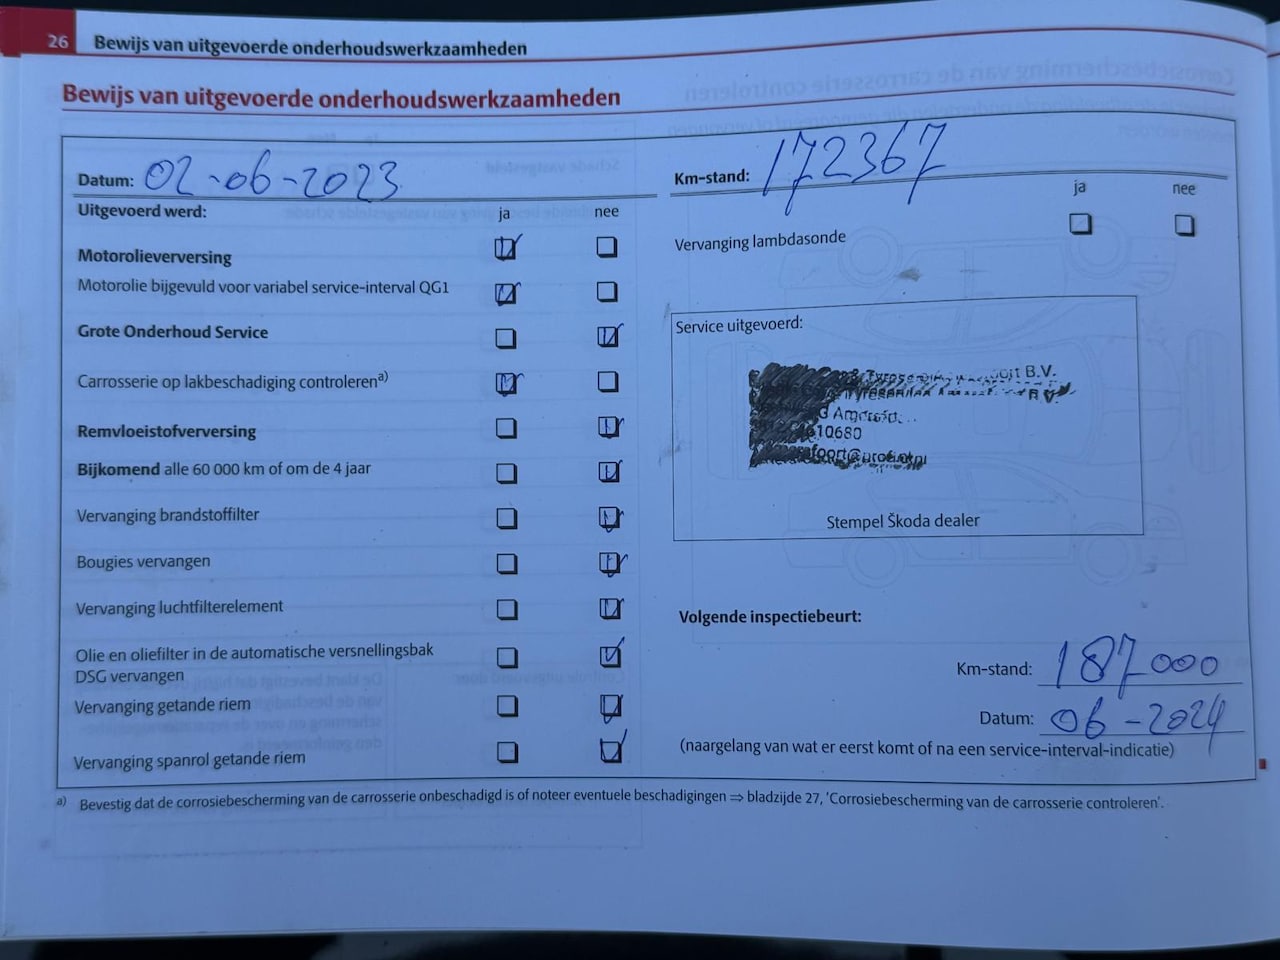 26 Bewijs van uitgevoerde onderhoudswerkzaamheden
Bewijs van uitgevoerde onderhoudswerkzaamheden
Datum: 02-06-2023
Km-stand: 172367
Uitgevoerd werd: ja nee
ja nee
Motorolieverversing
Vervanging lambdasonde
Motorolie bijgevuld voor variabel service-interval QG1
Grote Onderhoud Service
Carrosserie op lakbeschadiging controleren a)
Remvloeistofverversing
Bijkomend alle 60 000 km of om de 4 jaar
Vervanging brandstoffilter
Bougies vervangen
Vervanging luchtfilterelement
Olie en oliefilter in de automatische versnellingsbak
DSG vervangen
Vervanging getande riem
Vervanging spanrol getande riem
Service uitgevoerd:
B.V.
10680
Stempel Škoda dealer
Volgende inspectiebeurt:
Km-stand: 187000
Datum: 06-2024
(naargelang van wat er eerst komt of na een service-interval-indicatie)
a) Bevestig dat de corrosiebescherming van de carrosserie onbeschadigd is of noteer eventuele beschadigingen ⇒ bladzijde 27, 'Corrosiebescherming van de carrosserie controleren'.